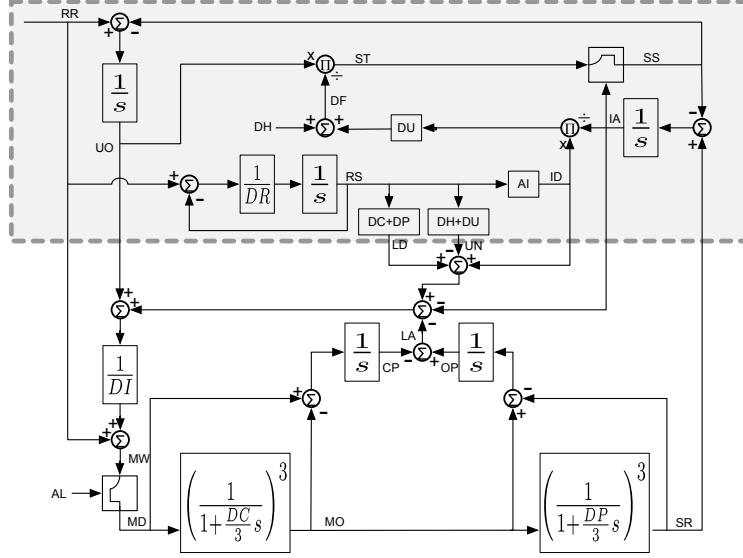 RR
+ −
Σ
1/s
x Π ÷
ST
SS
DF
DH
+ Σ +
DU
Π ÷ x
IA
1/s
− Σ +
UO
+ Σ −
1/DR
1/s
RS
AI
ID
DC+DP
DH+DU
LD
UN
− − Σ +
+ Σ +
+ Σ − −
1/DI
LA
1/s
CP
− Σ +
OP
1/s
+ Σ −
− Σ +
+ Σ +
MW
AL
MD
(1/(1+DC/3 s))^3
MO
(1/(1+DP/3 s))^3
SR